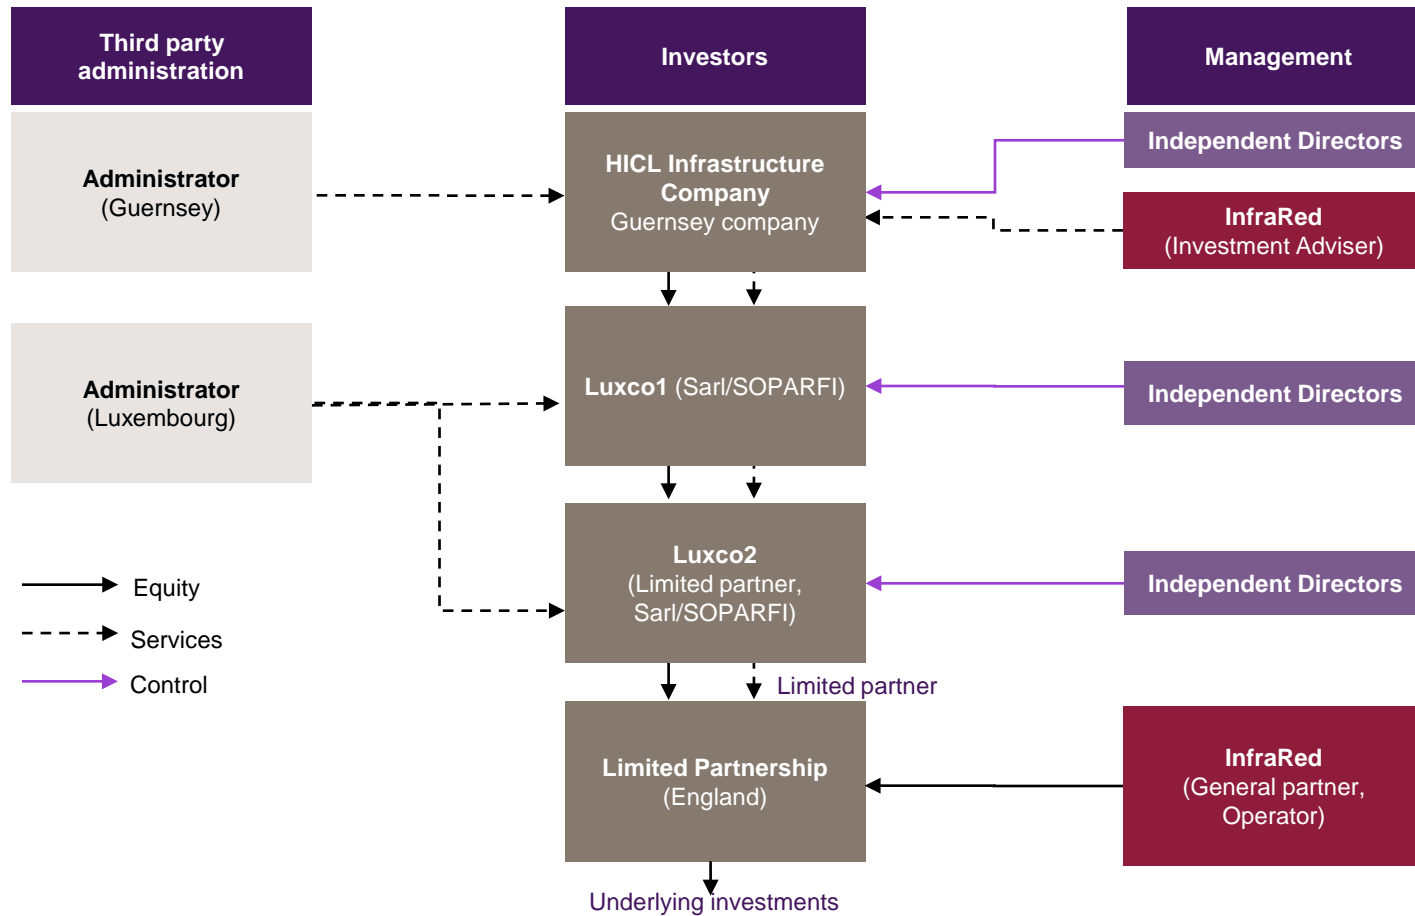 Third party
administration
Investors
Management
Administrator
(Guernsey)
HICL Infrastructure
Company
Guernsey company
Independent Directors
InfraRed
(Investment Adviser)
Administrator
(Luxembourg)
Luxco1 (Sarl/SOPARFI)
Independent Directors
Luxco2
(Limited partner,
Sarl/SOPARFI)
Independent Directors
Equity
Services
Control
Limited partner
Limited Partnership
(England)
InfraRed
(General partner,
Operator)
Underlying investments